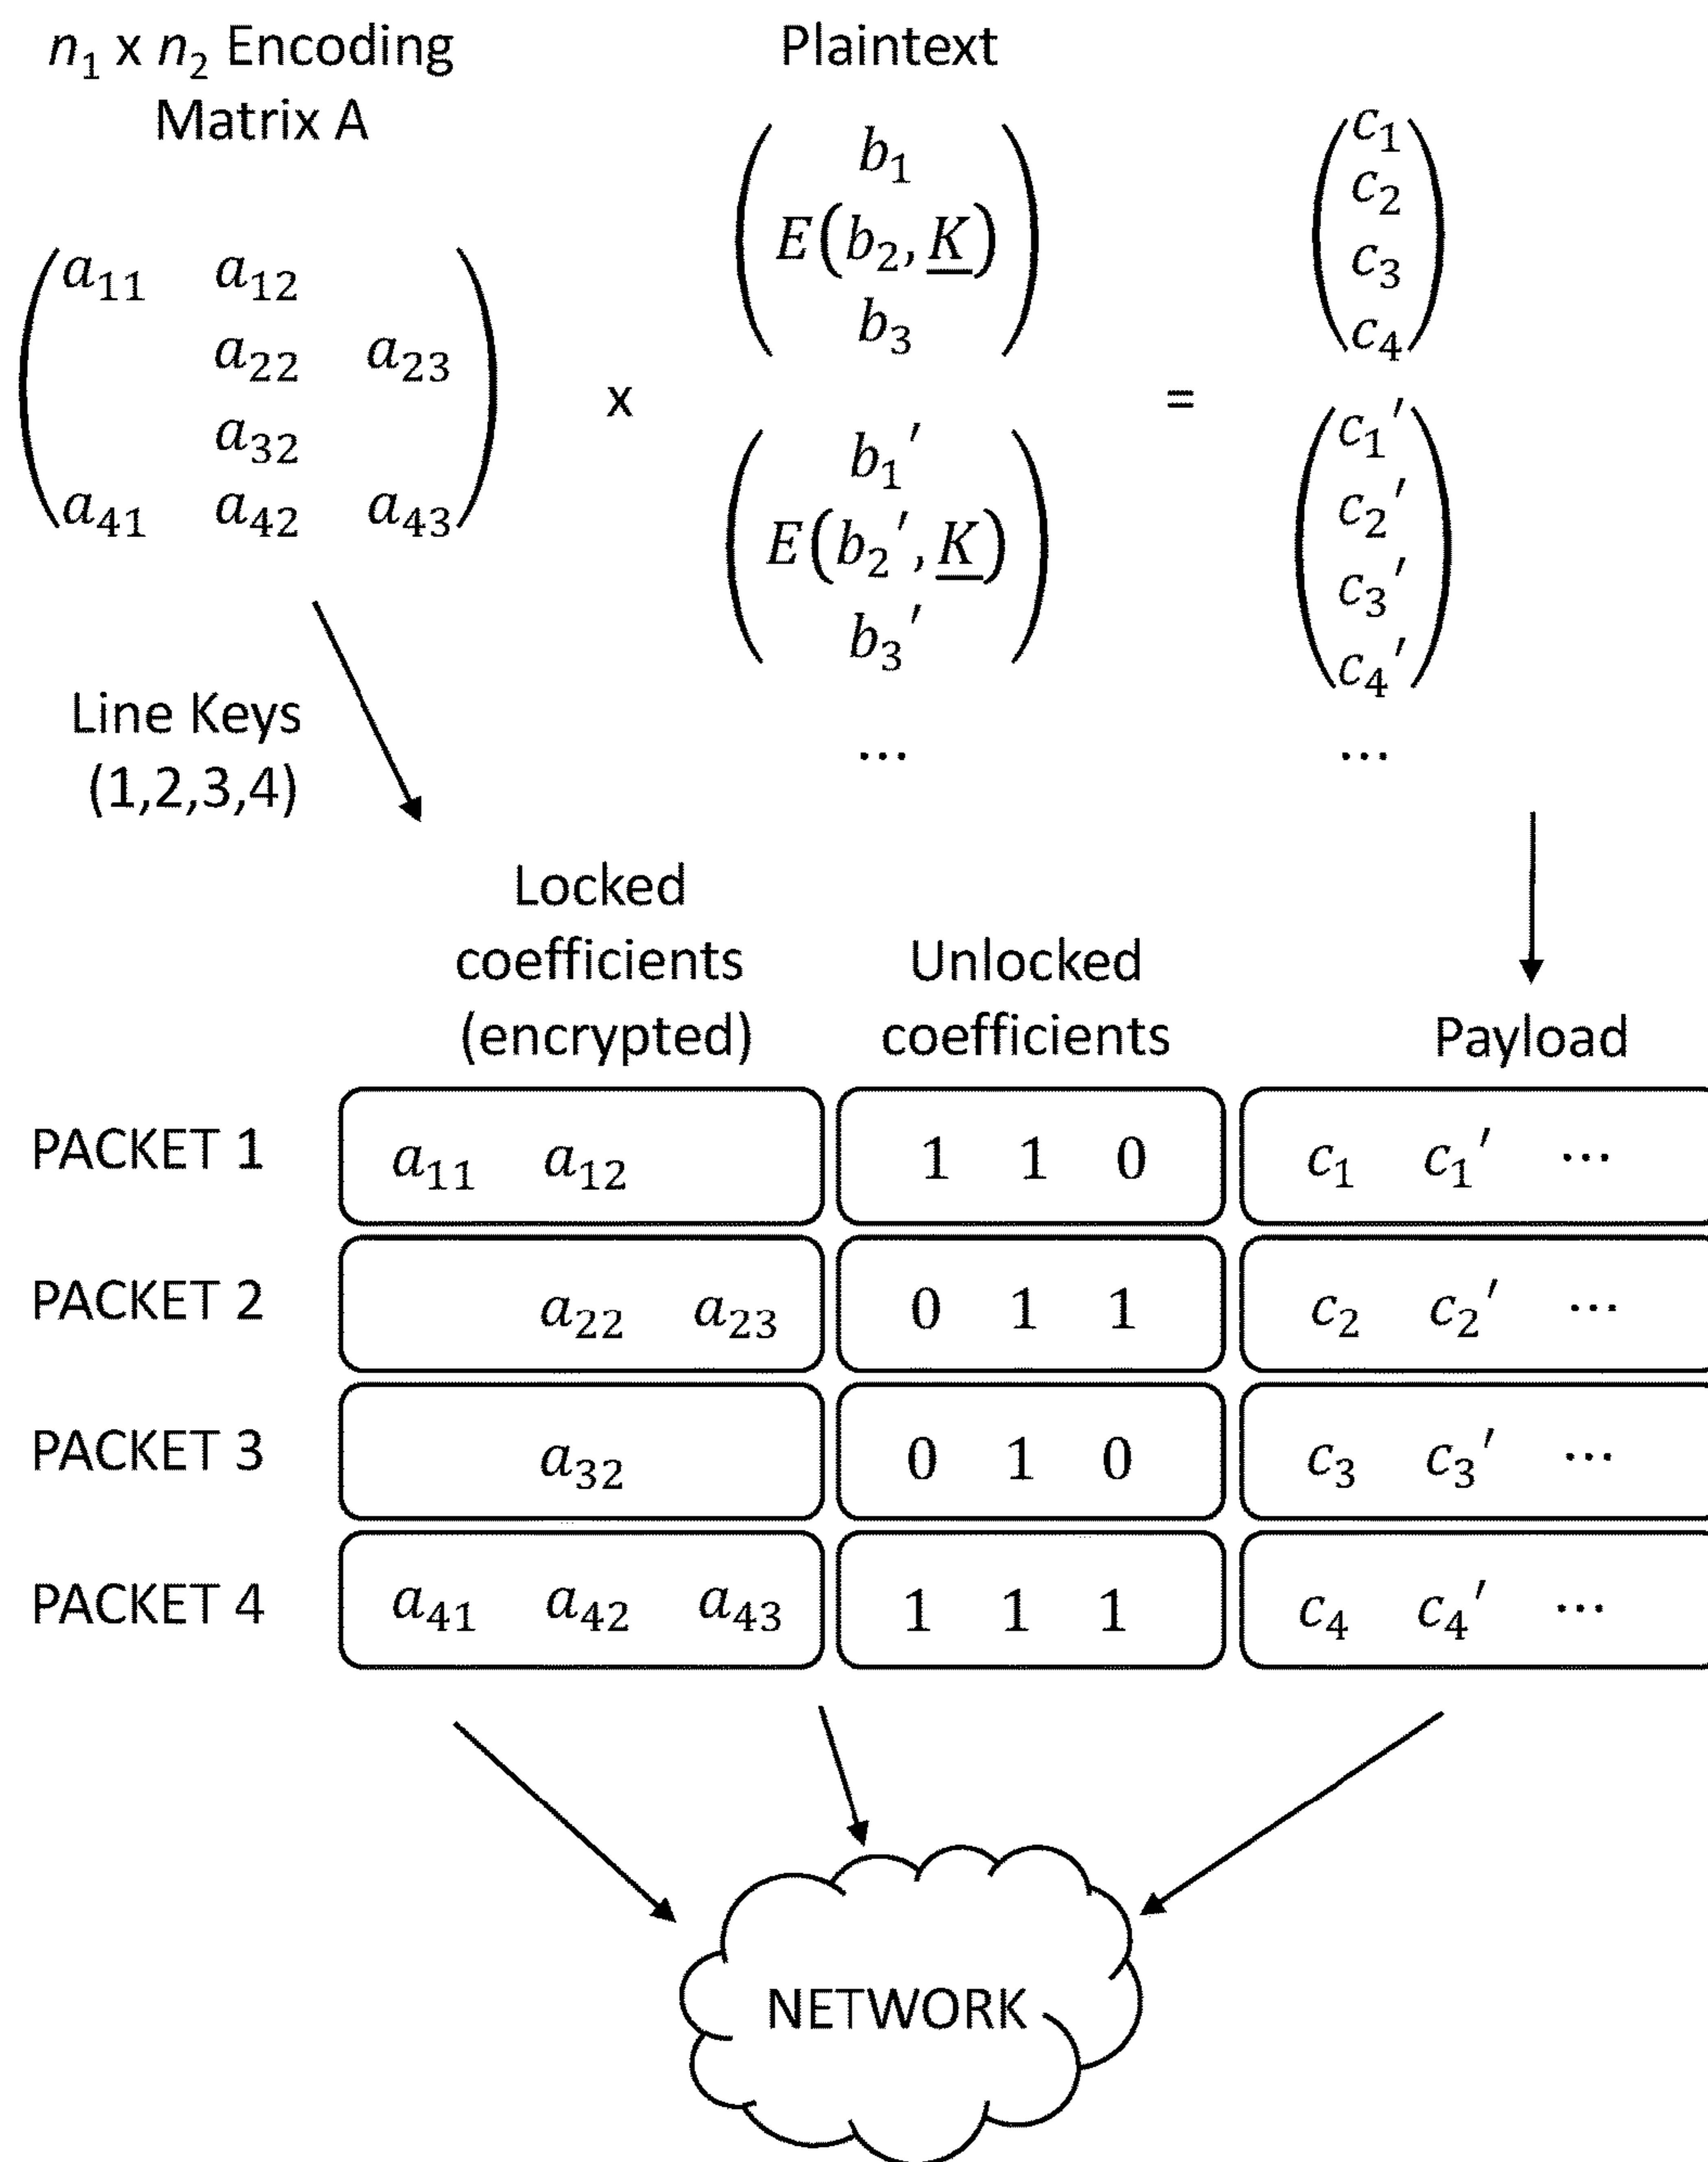 n₁ x n₂ Encoding
Matrix A
Plaintext
a₁₁ a₁₂
a₂₂ a₂₃
a₃₂
a₄₁ a₄₂ a₄₃
x
b₁
E(b₂, K)
b₃
b₁′
E(b₂′, K)
b₃′
...
=
c₁
c₂
c₃
c₄
c₁′
c₂′
c₃′
c₄′
...
Line Keys
(1,2,3,4)
Locked
coefficients
(encrypted)
Unlocked
coefficients
Payload
PACKET 1 a₁₁ a₁₂ 1 1 0 c₁ c₁′ ...
PACKET 2 a₂₂ a₂₃ 0 1 1 c₂ c₂′ ...
PACKET 3 a₃₂ 0 1 0 c₃ c₃′ ...
PACKET 4 a₄₁ a₄₂ a₄₃ 1 1 1 c₄ c₄′ ...
NETWORK